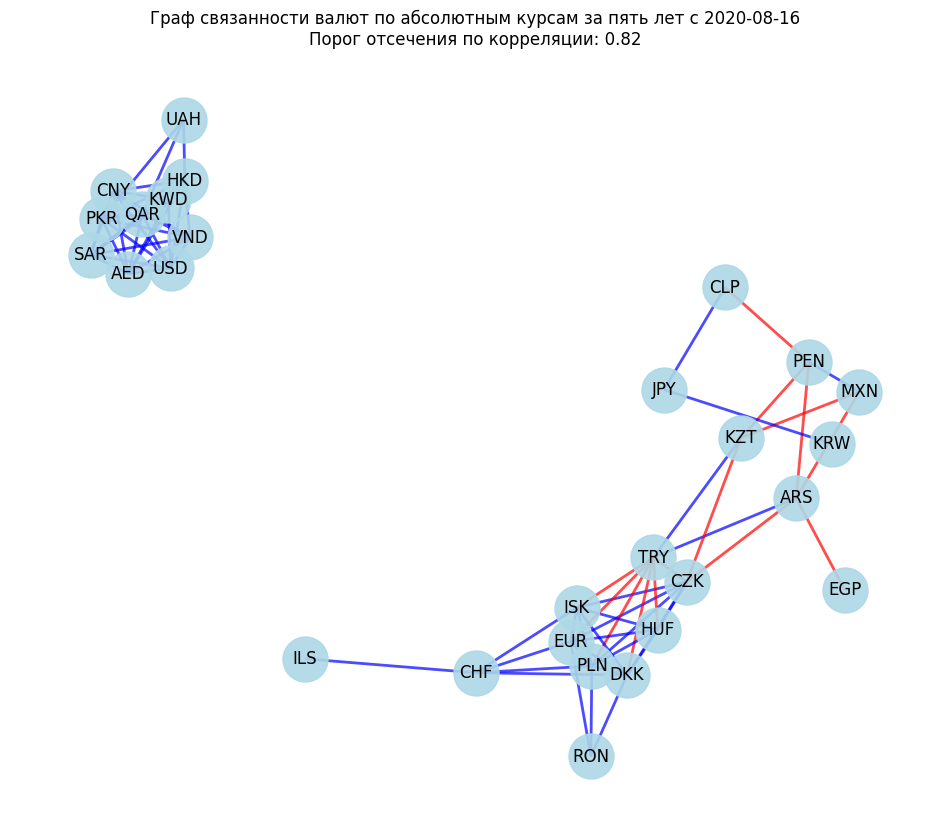 Граф связанности валют по абсолютным курсам за пять лет с 2020-08-16
Порог отсечения по корреляции: 0.82
UAH
HKD
CNY
KWD
QAR
PKR
VND
SAR
USD
AED
CLP
PEN
JPY
MXN
KZT
KRW
ARS
TRY
CZK
EGP
ISK
HUF
EUR
ILS
PLN
CHF
DKK
RON